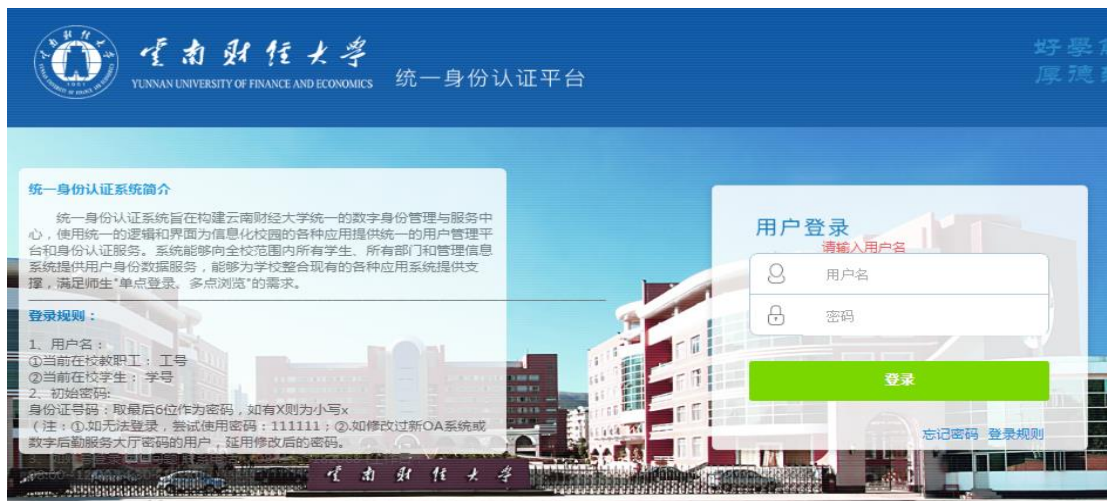 雲南财经大学
YUNNAN UNIVERSITY OF FINANCE AND ECONOMICS
统一身份认证平台
好學
厚德
统一身份认证系统简介
统一身份认证系统旨在构建云南财经大学统一的数字身份管理与服务中
心，使用统一的逻辑和界面为信息化校园的各种应用提供统一的用户管理平
台和身份认证服务。系统能够向全校范围内所有学生、所有部门和管理信息
系统提供用户身份数据服务，能够为学校整合现有的各种应用系统提供支
撑，满足师生"单点登录。多点浏览"的需求。
登录规则：
1、用户名：
①当前在校教职工： 工号
②当前在校学生： 学号
2、初始密码:
身份证号码：取最后6位作为密码，如有X则为小写x
（注：①.如无法登录，尝试使用密码：111111；②.如修改过新OA系统或
数字后勤服务大厅密码的用户，延用修改后的密码。
用户登录
请输入用户名
用户名
密码
登录
忘记密码 登录规则
雲南财经大学